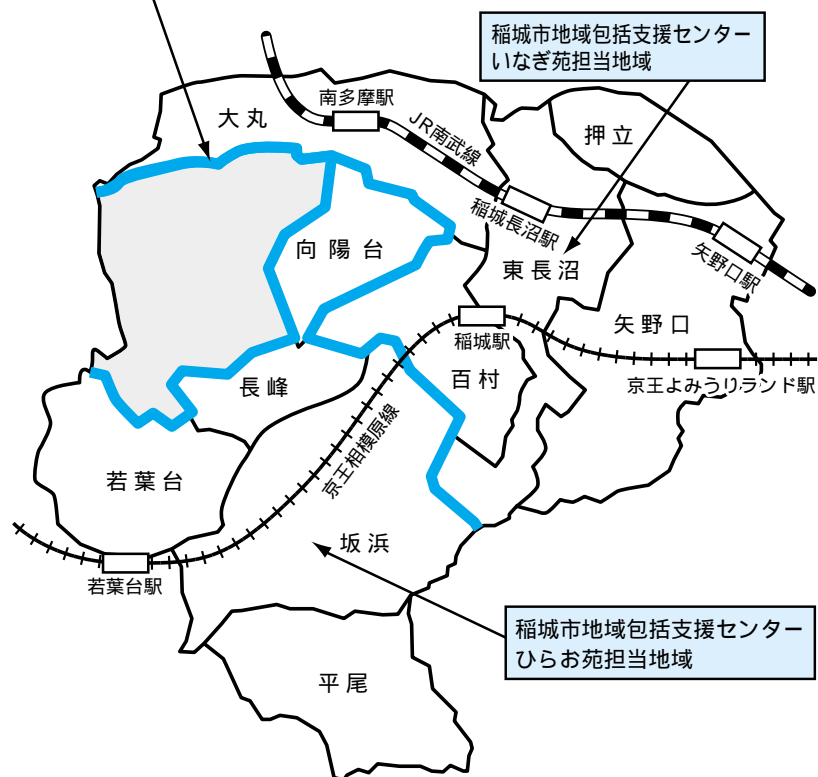 稲城市地域包括支援センター
いなぎ苑担当地域
南多摩駅
大丸
JR南武線
押立
稲城長沼駅
向陽台
矢野口駅
東長沼
矢野口
稲城駅
京王よみうりランド駅
長峰
百村
京王相模原線
若葉台
坂浜
若葉台駅
稲城市地域包括支援センター
ひらお苑担当地域
平尾